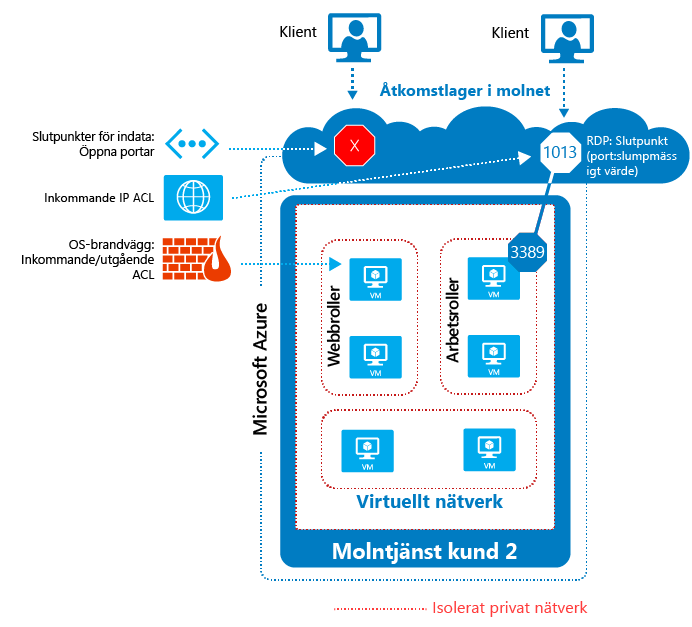 Klient
Klient
Åtkomstlager i molnet
Slutpunkter för indata:
Öppna portar
X
1013
RDP: Slutpunkt
(port:slumpmäss
igt värde)
Inkommande IP ACL
OS-brandvägg:
Inkommande/utgående
ACL
3389
Microsoft Azure
Webbroller
VM
VM
Arbetsroller
VM
VM
VM
VM
Virtuellt nätverk
Molntjänst kund 2
Isolerat privat nätverk